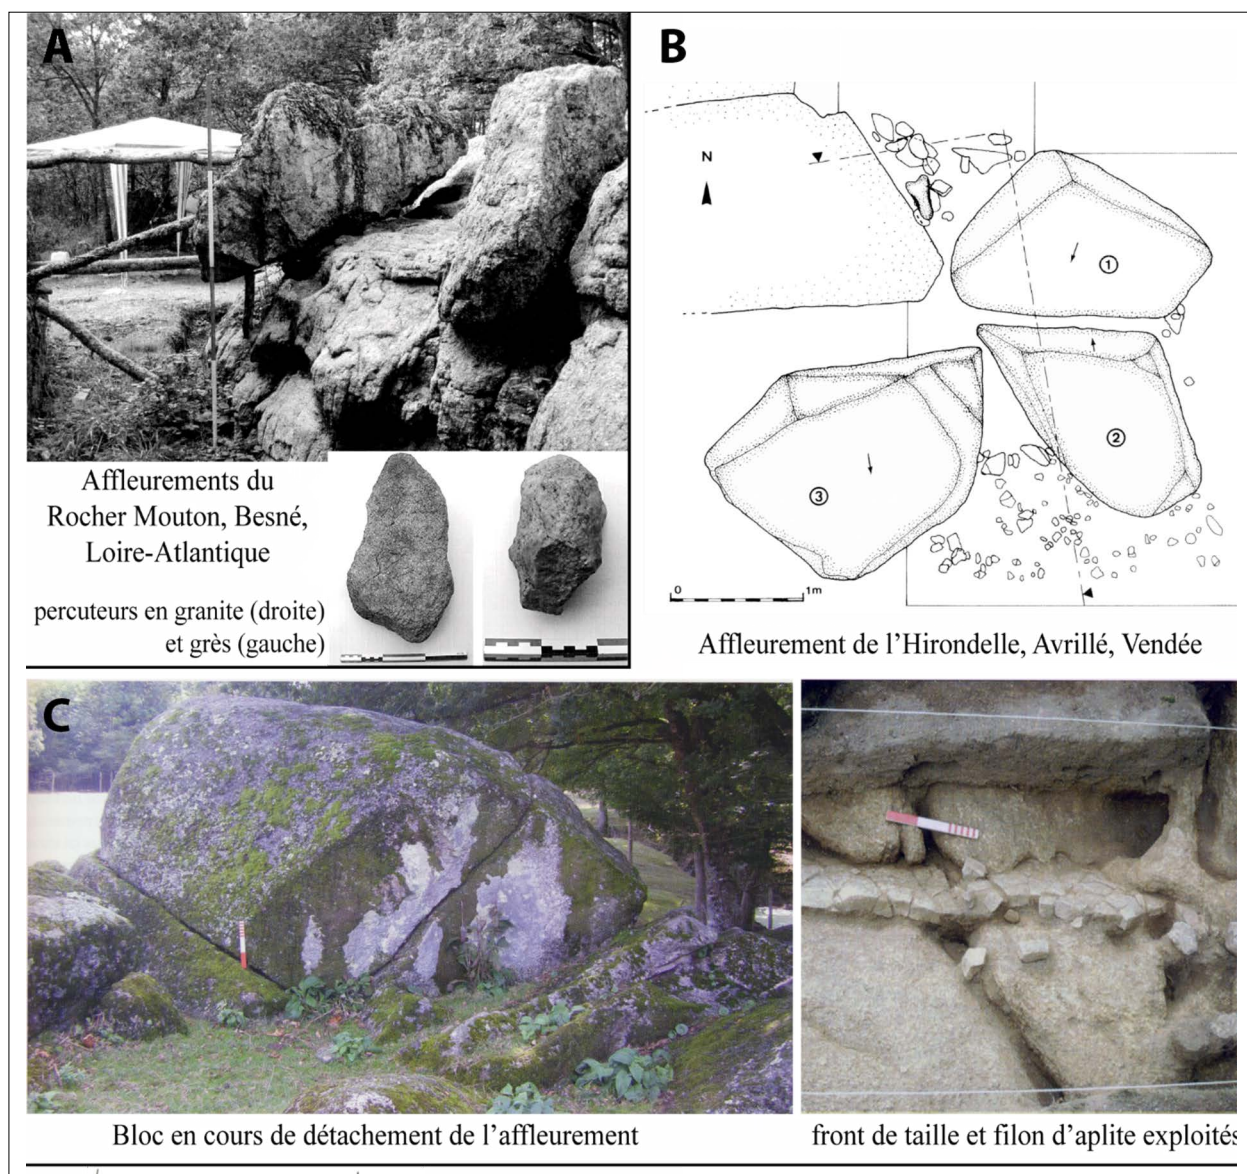 A
Affleurements du
Rocher Mouton, Besné,
Loire-Atlantique
percuteurs en granite (droite)
et grès (gauche)
B
N
1
2
3
0 1m
Affleurement de l’Hirondelle, Avrillé, Vendée
C
Bloc en cours de détachement de l’affleurement
front de taille et filon d’aplite exploités